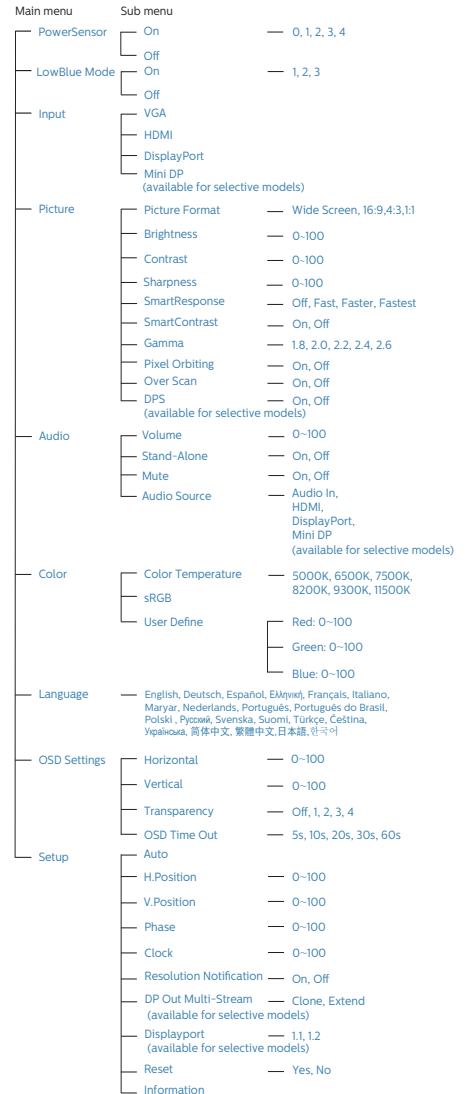 Main menu Sub menu
PowerSensor On 0, 1, 2, 3, 4
Off
LowBlue Mode On 1, 2, 3
Off
Input VGA
HDMI
DisplayPort
Mini DP
(available for selective models)
Picture Picture Format Wide Screen, 16:9,4:3,1:1
Brightness 0~100
Contrast 0~100
Sharpness 0~100
SmartResponse Off, Fast, Faster, Fastest
SmartContrast On, Off
Gamma 1.8, 2.0, 2.2, 2.4, 2.6
Pixel Orbiting On, Off
Over Scan On, Off
DPS On, Off
(available for selective models)
Audio Volume 0~100
Stand-Alone On, Off
Mute On, Off
Audio Source Audio In,
HDMI,
DisplayPort,
Mini DP
(available for selective models)
Color Color Temperature 5000K, 6500K, 7500K,
8200K, 9300K, 11500K
sRGB
User Define Red: 0~100
Green: 0~100
Blue: 0~100
Language English, Deutsch, Español, Ελληνική, Français, Italiano,
Maryar, Nederlands, Português, Português do Brasil,
Polski , Русский, Svenska, Suomi, Türkçe, Čeština,
Українська, 简体中文, 繁體中文,日本語,한국어
OSD Settings Horizontal 0~100
Vertical 0~100
Transparency Off, 1, 2, 3, 4
OSD Time Out 5s, 10s, 20s, 30s, 60s
Setup Auto
H.Position 0~100
V.Position 0~100
Phase 0~100
Clock 0~100
Resolution Notification On, Off
DP Out Multi-Stream Clone, Extend
(available for selective models)
Displayport 1.1, 1.2
(available for selective models)
Reset Yes, No
Information